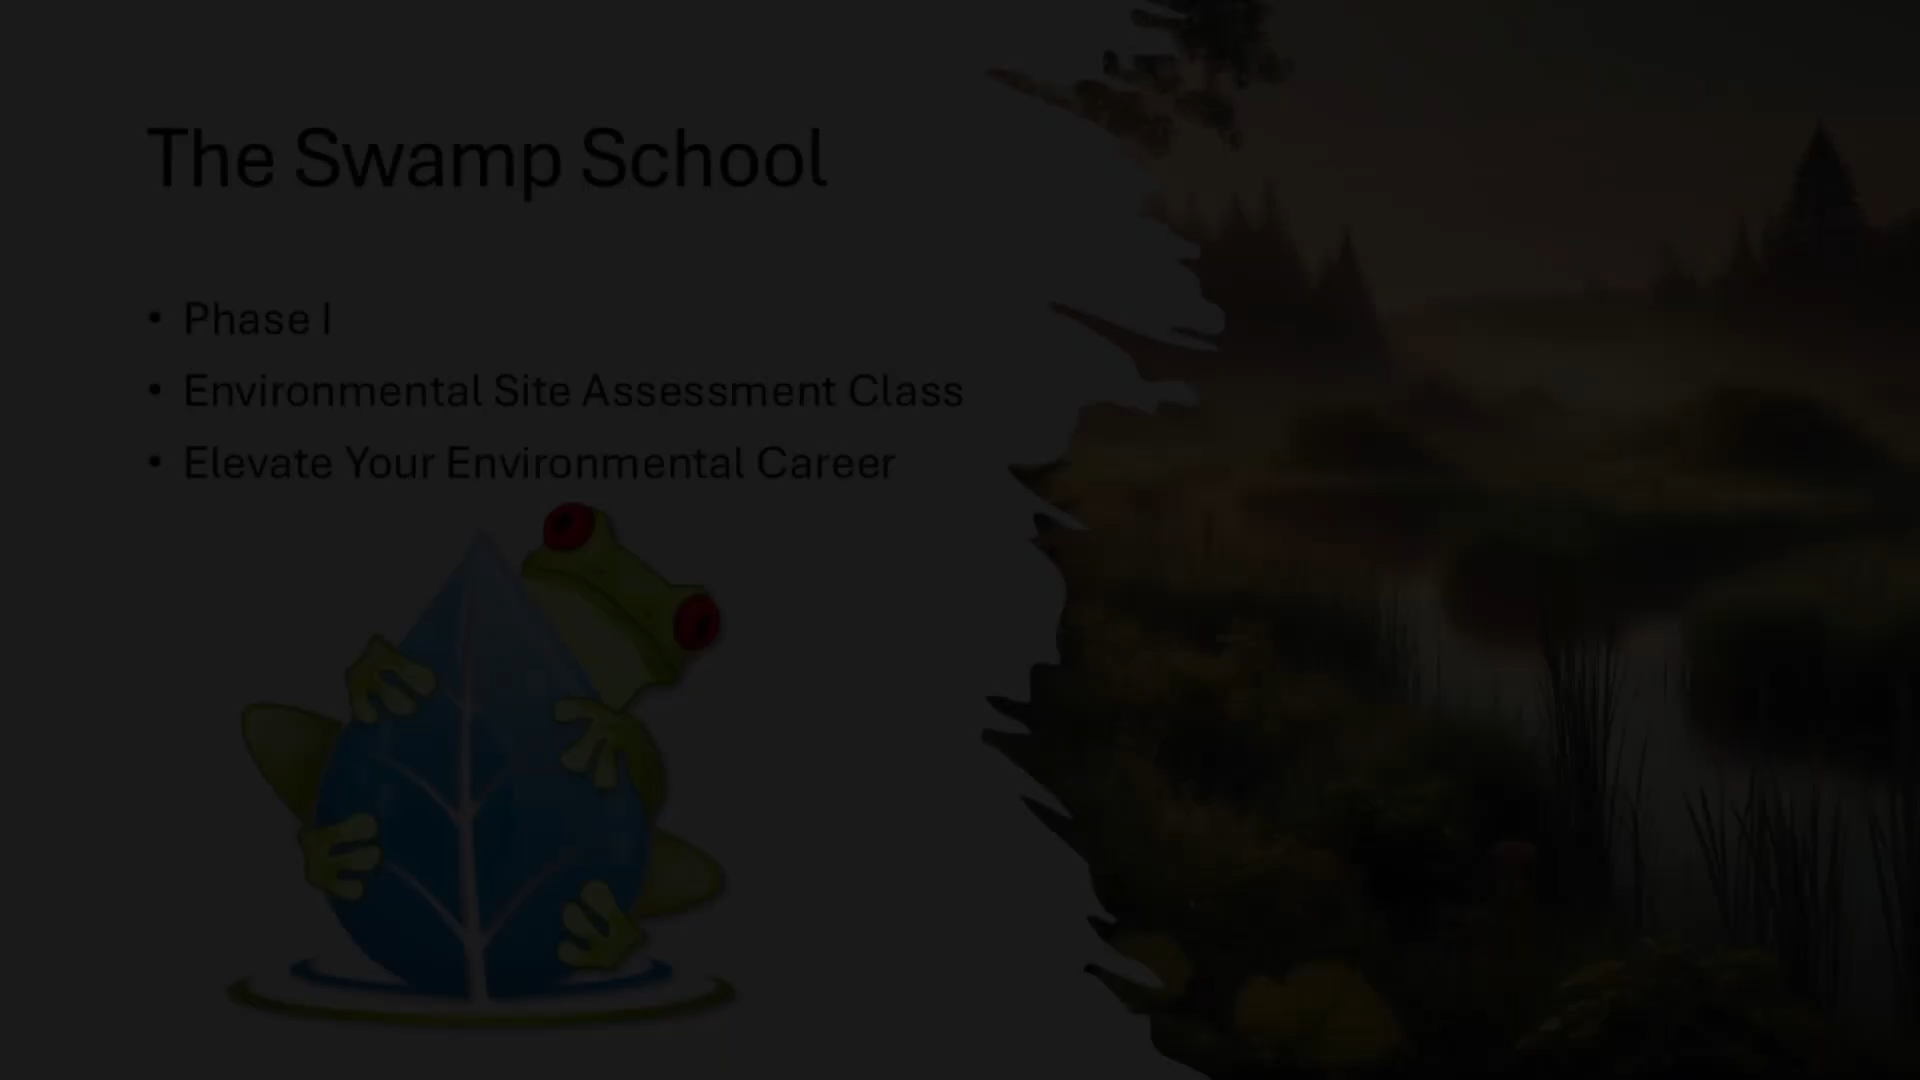 The Swamp School
• Phase I
• Environmental Site Assessment Class
• Elevate Your Environmental Career